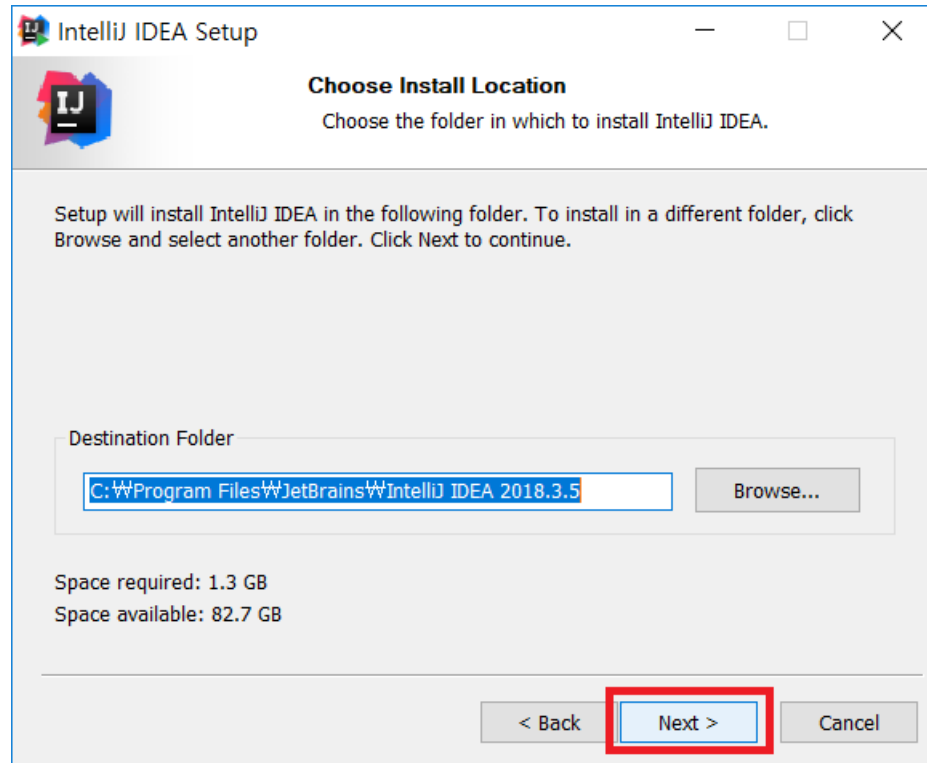 IntelliJ IDEA Setup
IJ
Choose Install Location
Choose the folder in which to install IntelliJ IDEA.
Setup will install IntelliJ IDEA in the following folder. To install in a different folder, click
Browse and select another folder. Click Next to continue.
Destination Folder
C:₩Program Files₩JetBrains₩IntelliJ IDEA 2018.3.5
Browse...
Space required: 1.3 GB
Space available: 82.7 GB
< Back
Next >
Cancel